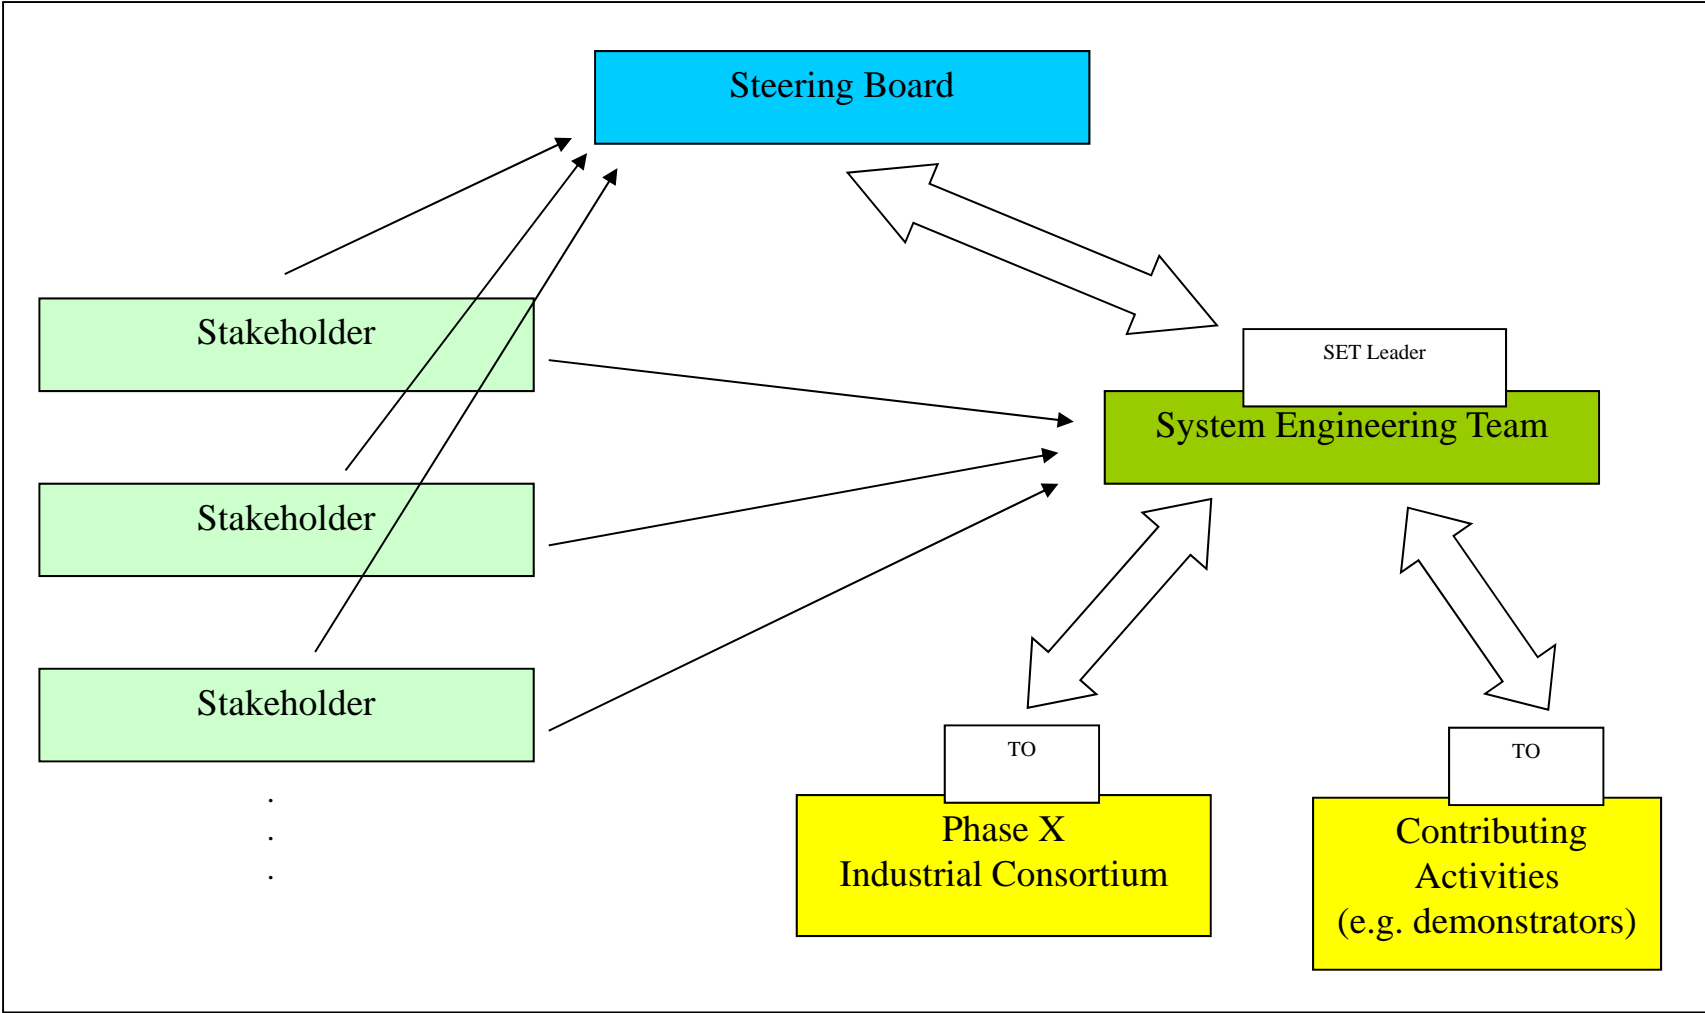 Steering Board
Stakeholder
SET Leader
System Engineering Team
Stakeholder
Stakeholder
.
.
.
TO
Phase X
Industrial Consortium
TO
Contributing
Activities
(e.g. demonstrators)